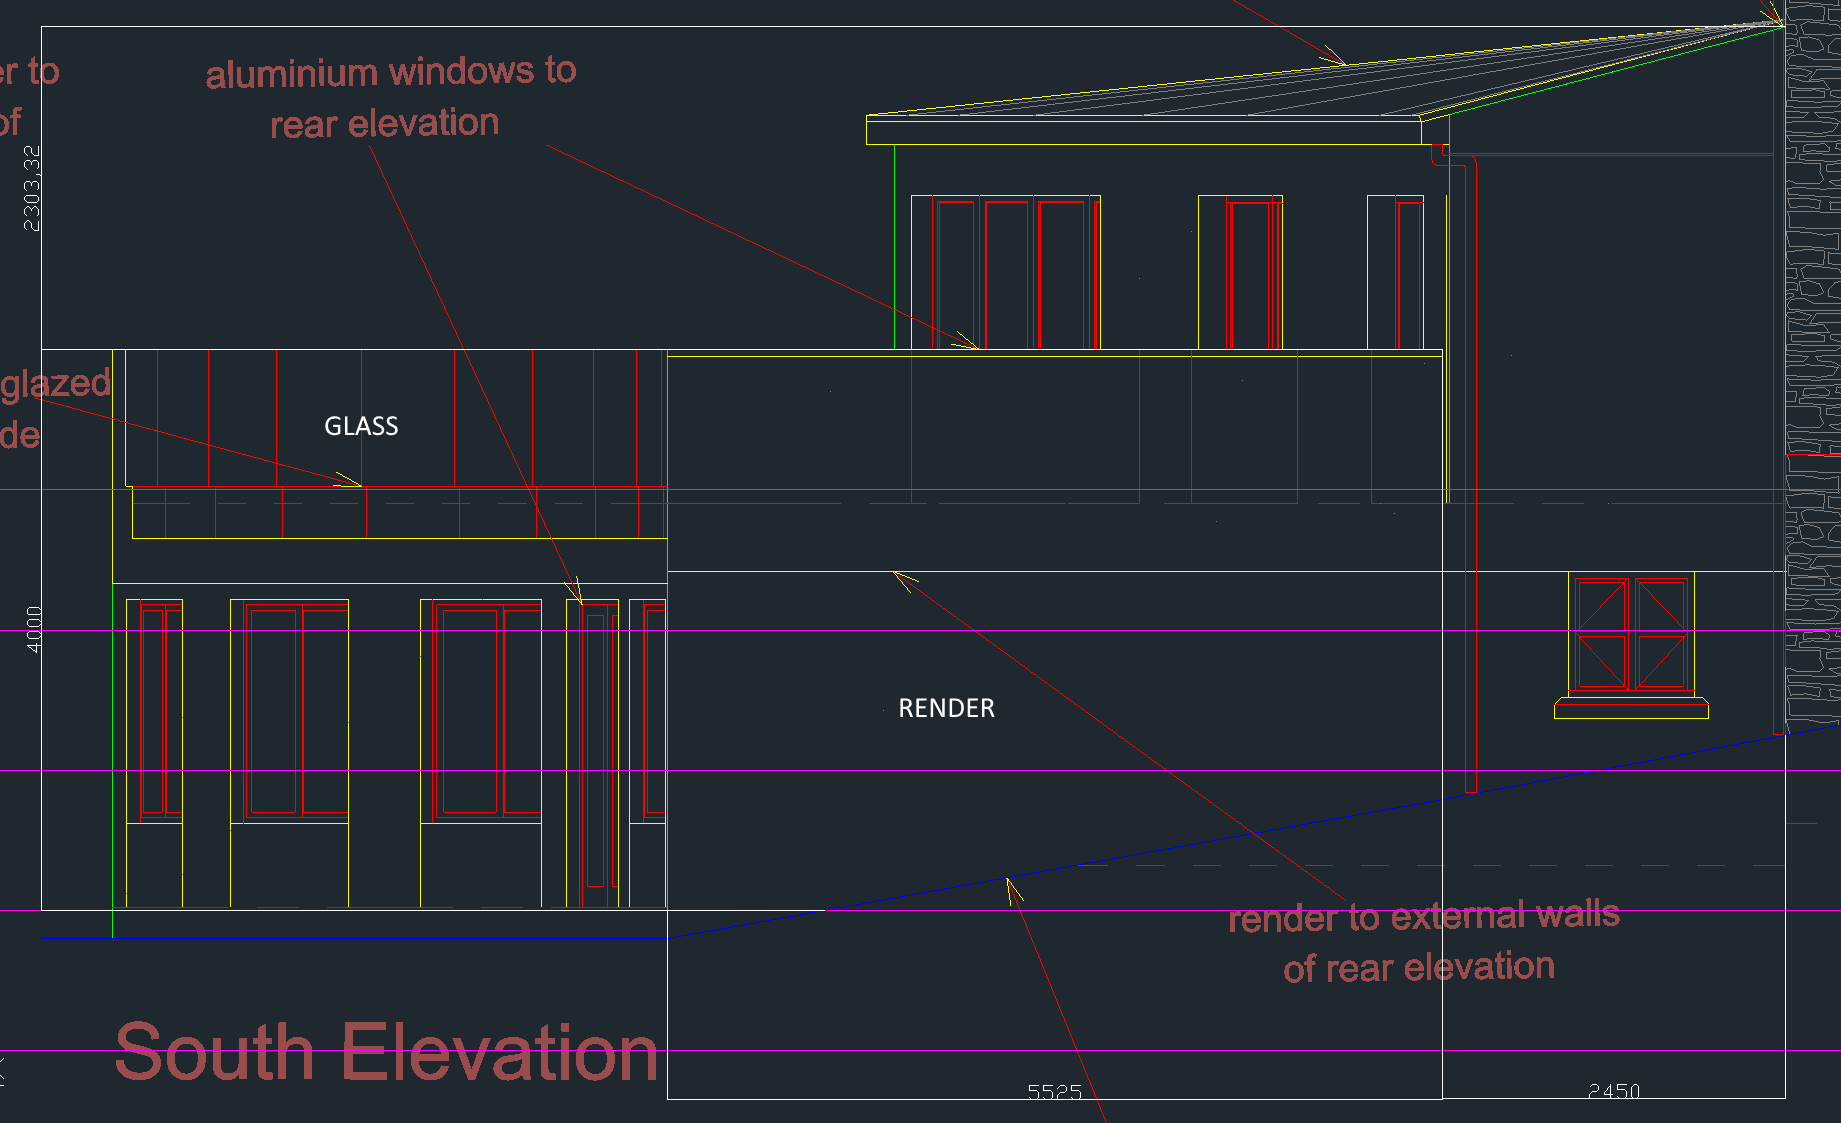 er to
of
aluminium windows to
rear elevation
2303,32
glazed
de
GLASS
4000
RENDER
render to external walls
of rear elevation
South Elevation
5525
2450